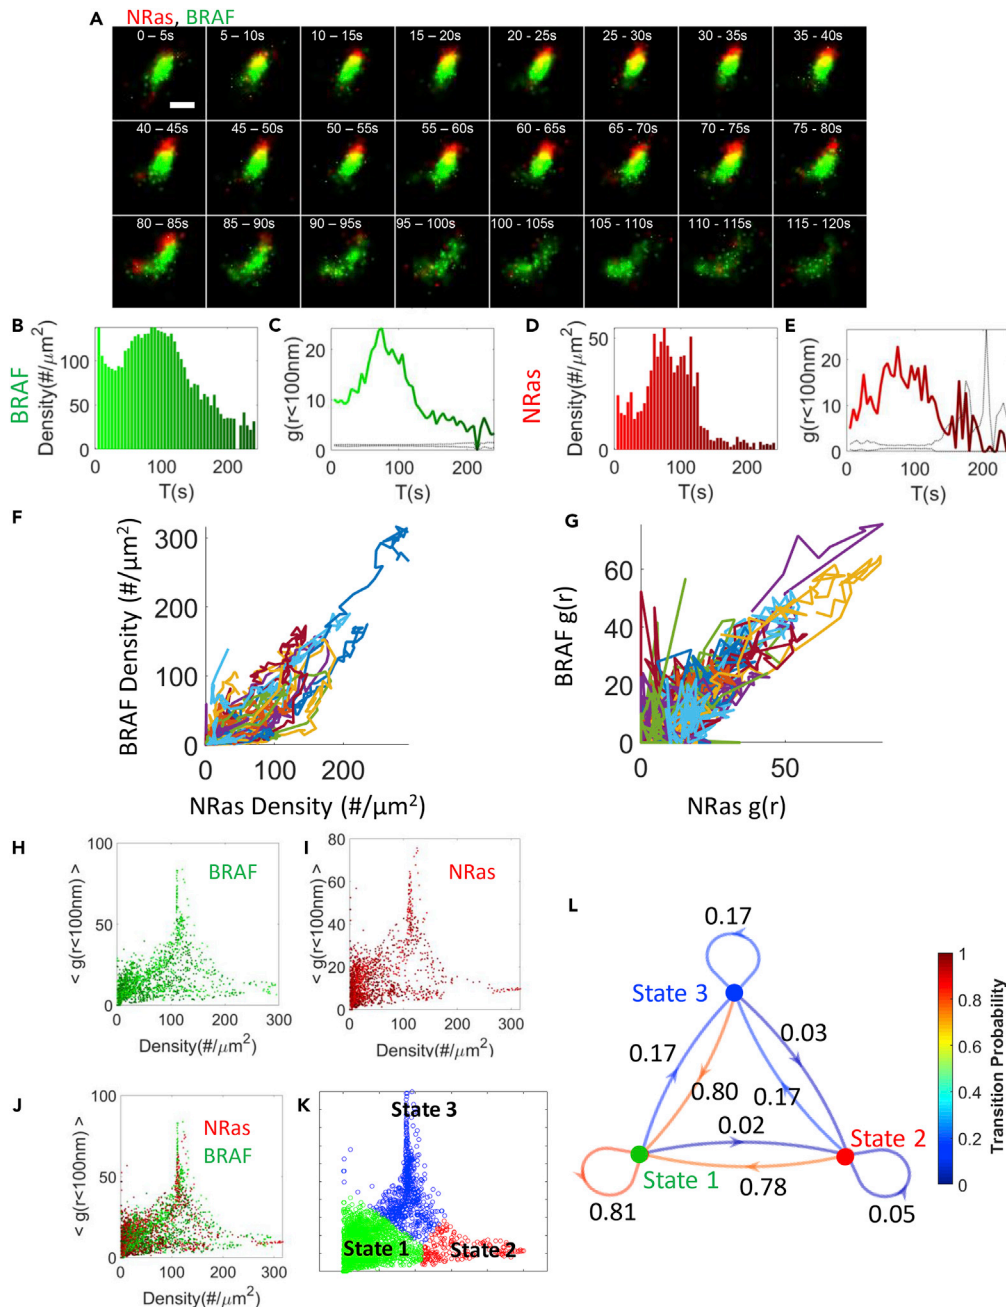 A NRas, BRAF
0 – 5s 5 – 10s 10 – 15s 15 – 20s 20 - 25s 25 - 30s 30 – 35s 35 - 40s
40 – 45s 45 – 50s 50 – 55s 55 – 60s 60 - 65s 65 - 70s 70 - 75s 75 - 80s
80 – 85s 85 – 90s 90 – 95s 95 – 100s 100 - 105s 105 - 110s 110 - 115s 115 - 120s
B
BRAF
Density(#/μm²)
100
50
0
0 100 200
T(s)
C
g(r<100nm)
20
10
0
0 100 200
T(s)
D
NRas
Density(#/μm²)
50
0
0 100 200
T(s)
E
g(r<100nm)
20
10
0
0 100 200
T(s)
F
BRAF Density (#/μm²)
300
200
100
0
0 100 200
NRas Density (#/μm²)
G
BRAF g(r)
60
40
20
0
0 50
NRas g(r)
H
BRAF
< g(r<100nm) >
100
50
0
0 100 200 300
Density(#/μm²)
I
NRas
< g(r<100nm) >
80
60
40
20
0
0 100 200 300
Density(#/μm²)
J
NRas
BRAF
< g(r<100nm) >
100
50
0
0 100 200 300
Density(#/μm²)
K
State 3
State 1
State 2
L
0.17
State 3
0.03
0.17
0.80
0.17
0.02
State 2
State 1
0.78
0.81
0.05
1
0.8
0.6
0.4
0.2
0
Transition Probability